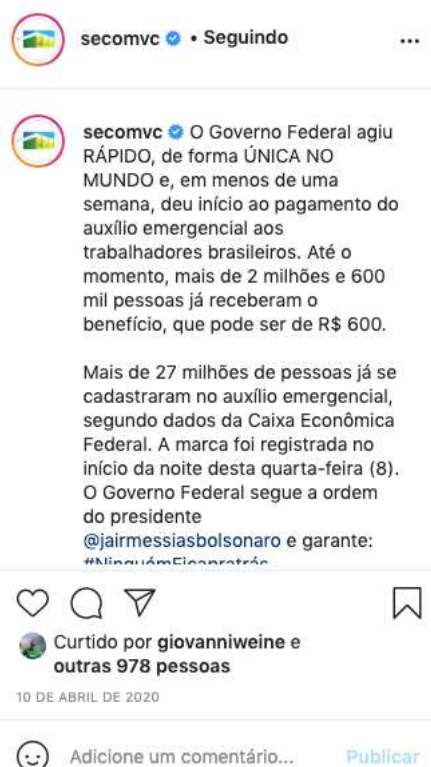 secomvc • Seguindo
secomvc O Governo Federal agiu
RÁPIDO, de forma ÚNICA NO
MUNDO e, em menos de uma
semana, deu início ao pagamento do
auxílio emergencial aos
trabalhadores brasileiros. Até o
momento, mais de 2 milhões e 600
mil pessoas já receberam o
benefício, que pode ser de R$ 600.
Mais de 27 milhões de pessoas já se
cadastraram no auxílio emergencial,
segundo dados da Caixa Econômica
Federal. A marca foi registrada no
início da noite desta quarta-feira (8).
O Governo Federal segue a ordem
do presidente
@jairmessiasbolsonaro e garante:
#NinguémFicapratrás
Curtido por giovanniweine e
outras 978 pessoas
10 DE ABRIL DE 2020
Adicione um comentário... Publicar